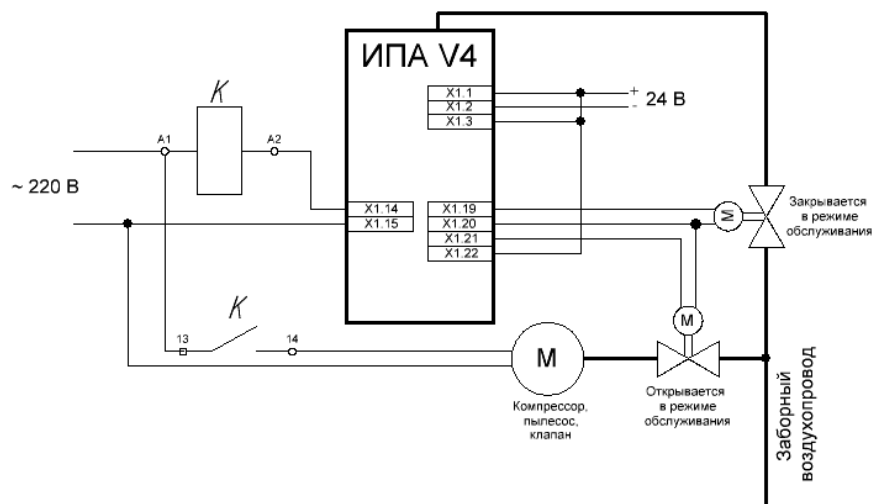 ИПА V4
X1.1
X1.2
X1.3
+
-
24 В
K
A1
A2
~ 220 В
X1.14
X1.15
X1.19
X1.20
X1.21
X1.22
M
Закрывается
в режиме
обслуживания
K
13
14
M
Компрессор,
пылесос,
клапан
M
Открывается
в режиме
обслуживания
Заборный
воздухопровод